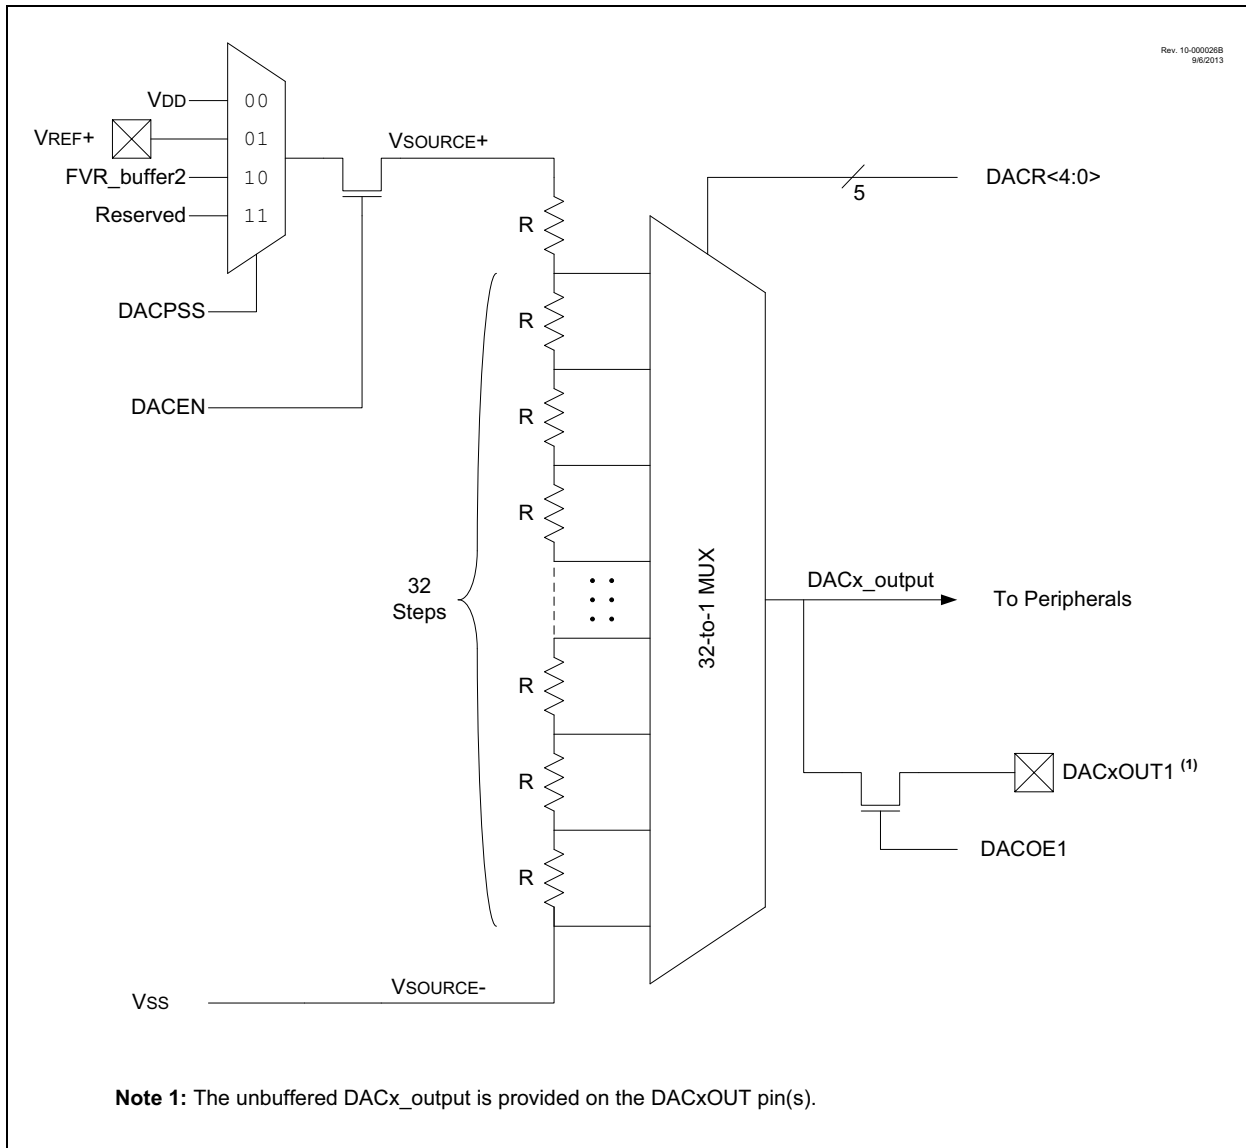 Rev. 10-000026B
9/6/2013
VDD
00
VREF+
01
VSOURCE+
FVR_buffer2
10
DACR<4:0>
5
Reserved
11
R
DACPSS
R
DACEN
R
R
32
Steps
32-to-1 MUX
DACx_output
To Peripherals
R
R
DACxOUT1 (1)
DACOE1
R
VSOURCE-
VSS
Note 1: The unbuffered DACx_output is provided on the DACxOUT pin(s).